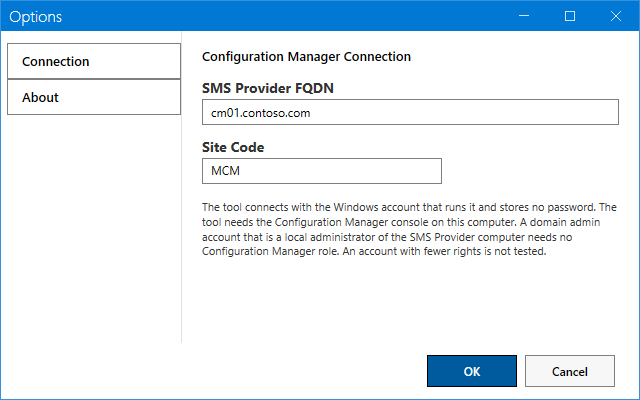 Options
Connection
About
Configuration Manager Connection
SMS Provider FQDN
cm01.contoso.com
Site Code
MCM
The tool connects with the Windows account that runs it and stores no password. The
tool needs the Configuration Manager console on this computer. A domain admin
account that is a local administrator of the SMS Provider computer needs no
Configuration Manager role. An account with fewer rights is not tested.
OK
Cancel